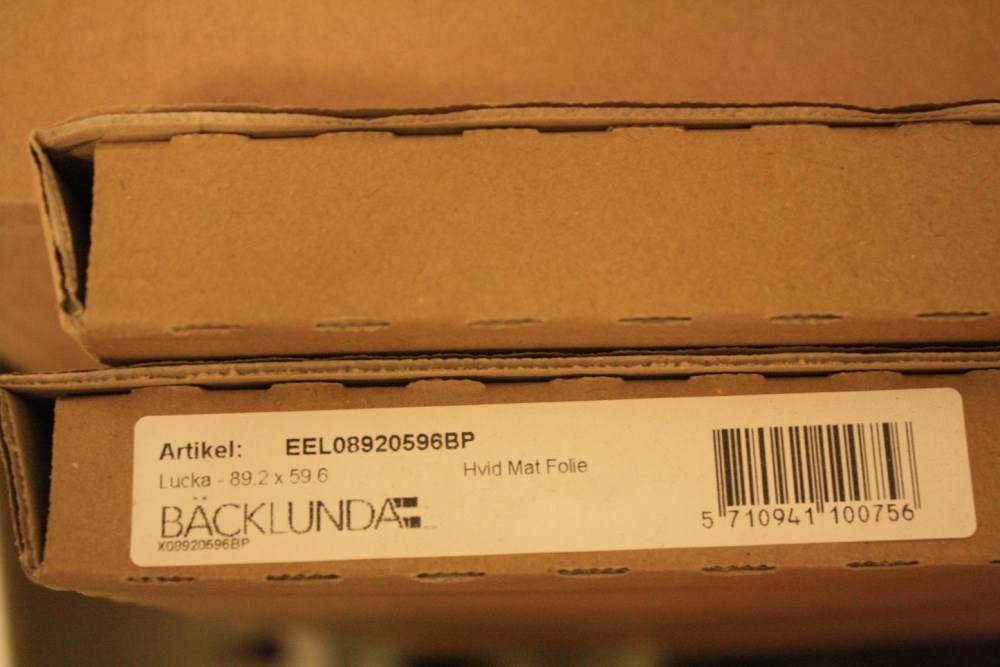 Artikel: EEL08920596BP
Lucka - 89.2 x 59.6 Hvid Mat Folie
BÄCKLUNDA
X08920596BP
5 710941 100756